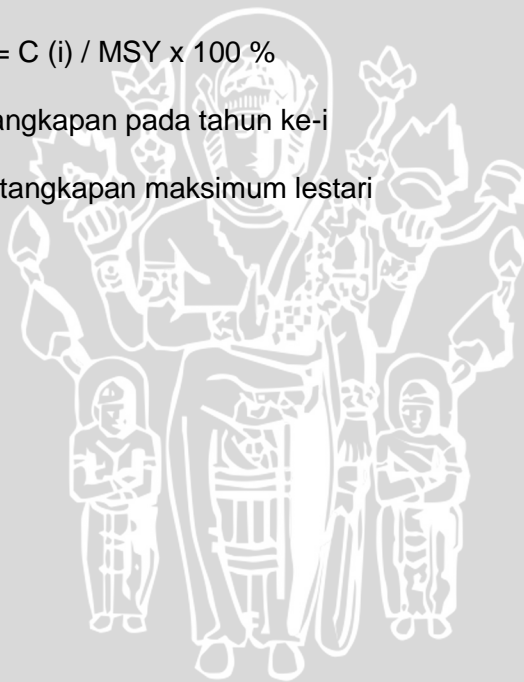 = C (i) / MSY x 100 %
angkapan pada tahun ke-i
tangkapan maksimum lestari